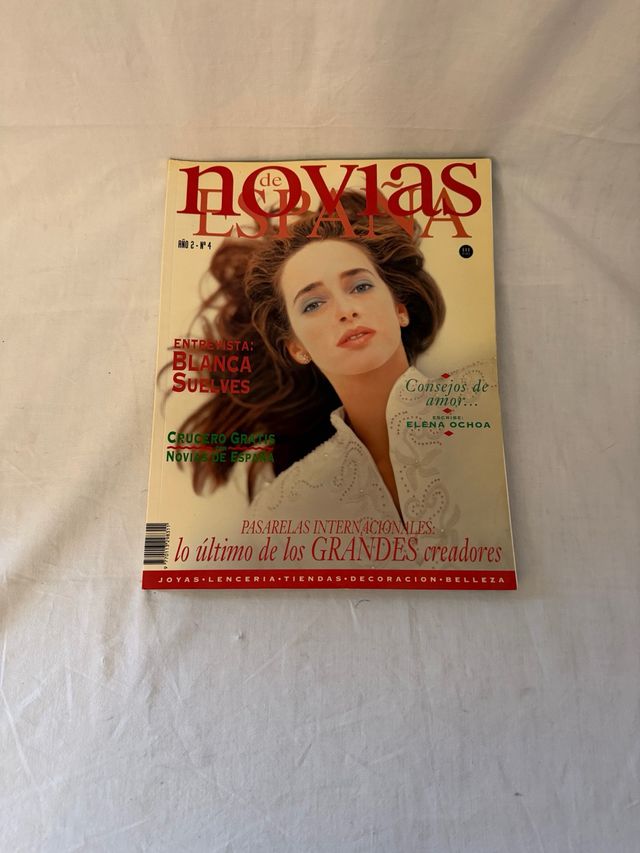 novias
de
ESPAÑA
AÑO 2 - Nº 4
ENTREVISTA:
BLANCA
SUELVES
Consejos de
amor...
ESCRIBE:
ELENA OCHOA
CRUCERO GRATIS
CON
NOVIAS DE ESPAÑA
PASARELAS INTERNACIONALES:
lo último de los GRANDES creadores
JOYAS • LENCERIA • TIENDAS • DECORACION • BELLEZA